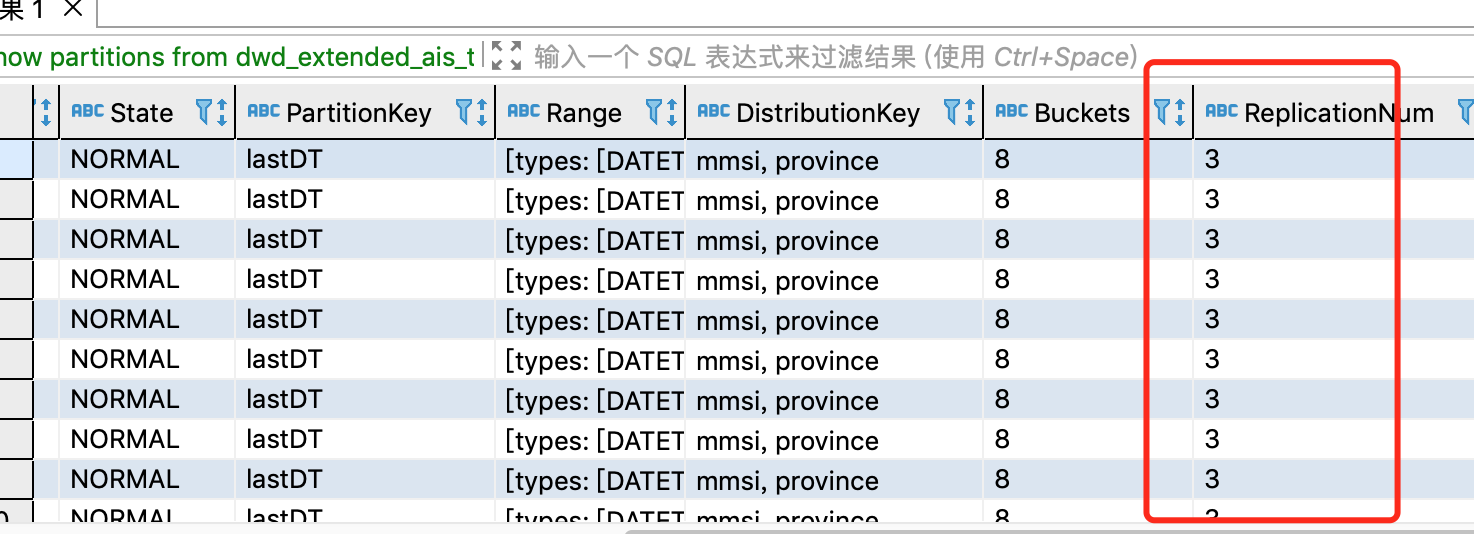 果 1 ×
how partitions from dwd_extended_ais_t 输入一个 SQL 表达式来过滤结果 (使用 Ctrl+Space)
ABC State ABC PartitionKey ABC Range ABC DistributionKey ABC Buckets ABC ReplicationNum
NORMAL lastDT [types: [DATET mmsi, province 8 3
NORMAL lastDT [types: [DATET mmsi, province 8 3
NORMAL lastDT [types: [DATET mmsi, province 8 3
NORMAL lastDT [types: [DATET mmsi, province 8 3
NORMAL lastDT [types: [DATET mmsi, province 8 3
NORMAL lastDT [types: [DATET mmsi, province 8 3
NORMAL lastDT [types: [DATET mmsi, province 8 3
NORMAL lastDT [types: [DATET mmsi, province 8 3
NORMAL lastDT [types: [DATET mmsi, province 8 3
NORMAL lastDT [types: [DATET mmsi, province 8 3